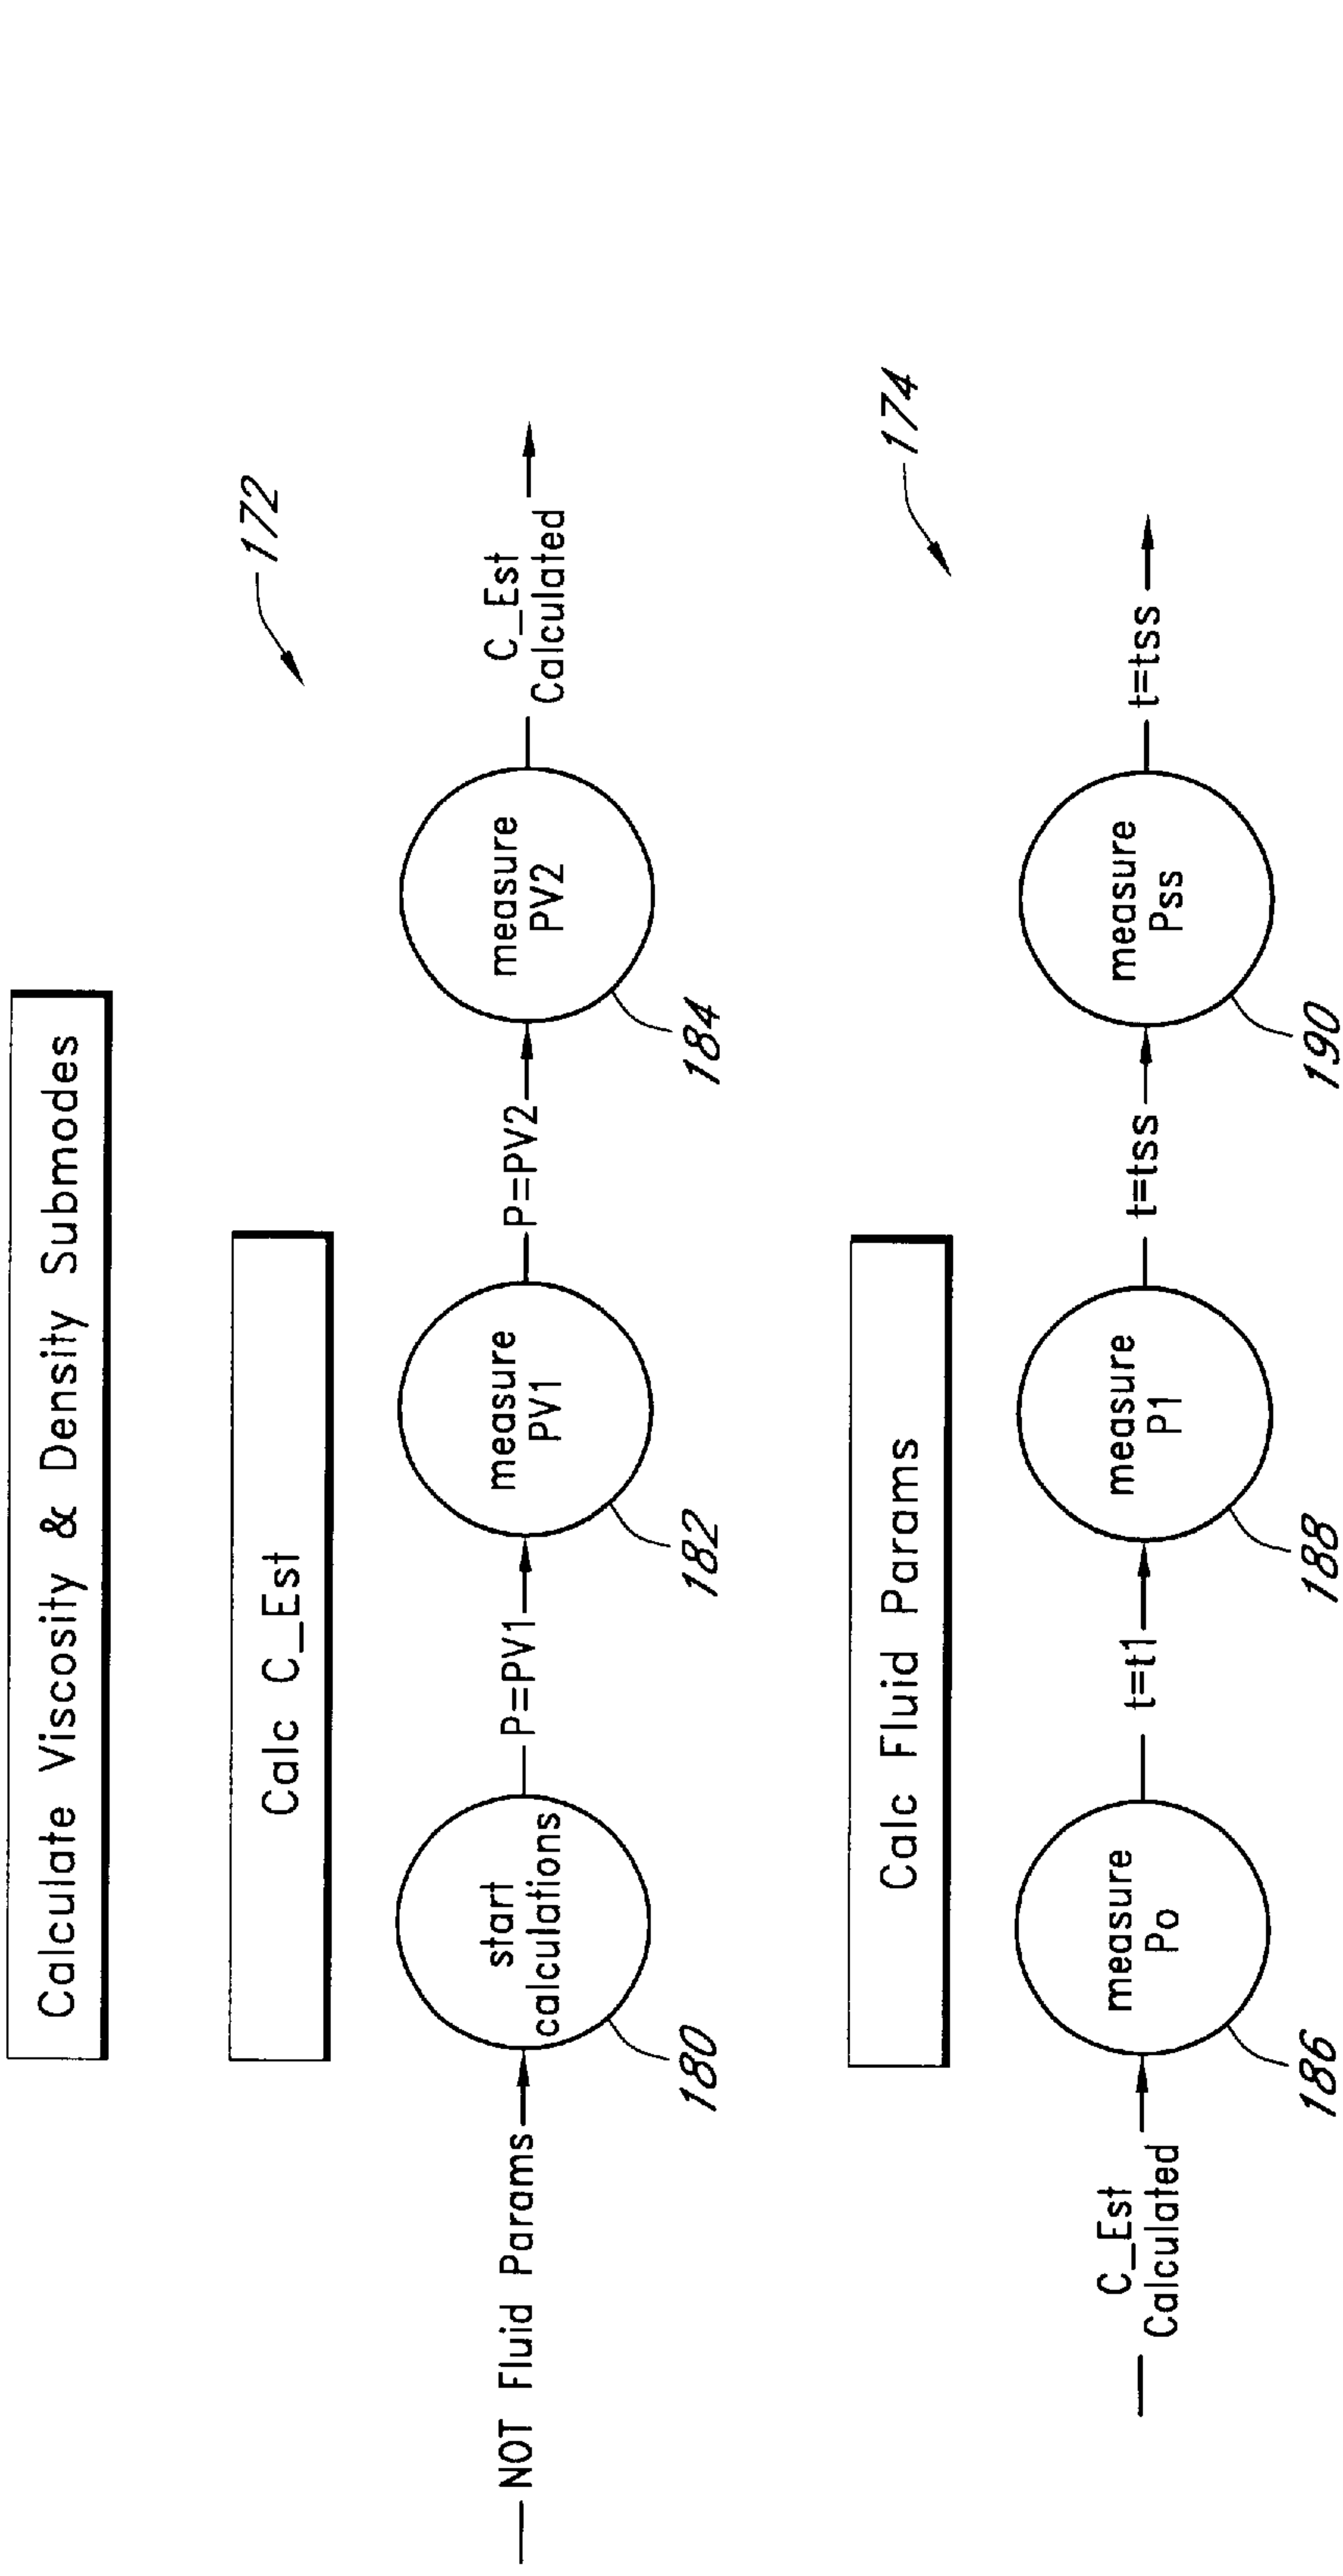 Calculate Viscosity & Density Submodes
Calc C_Est
172
NOT Fluid Params
start
calculations
180
P=PV1
measure
PV1
182
P=PV2
measure
PV2
184
C_Est
Calculated
Calc Fluid Params
174
C_Est
Calculated
measure
Po
186
t=t1
measure
P1
188
t=tss
measure
Pss
190
t=tss